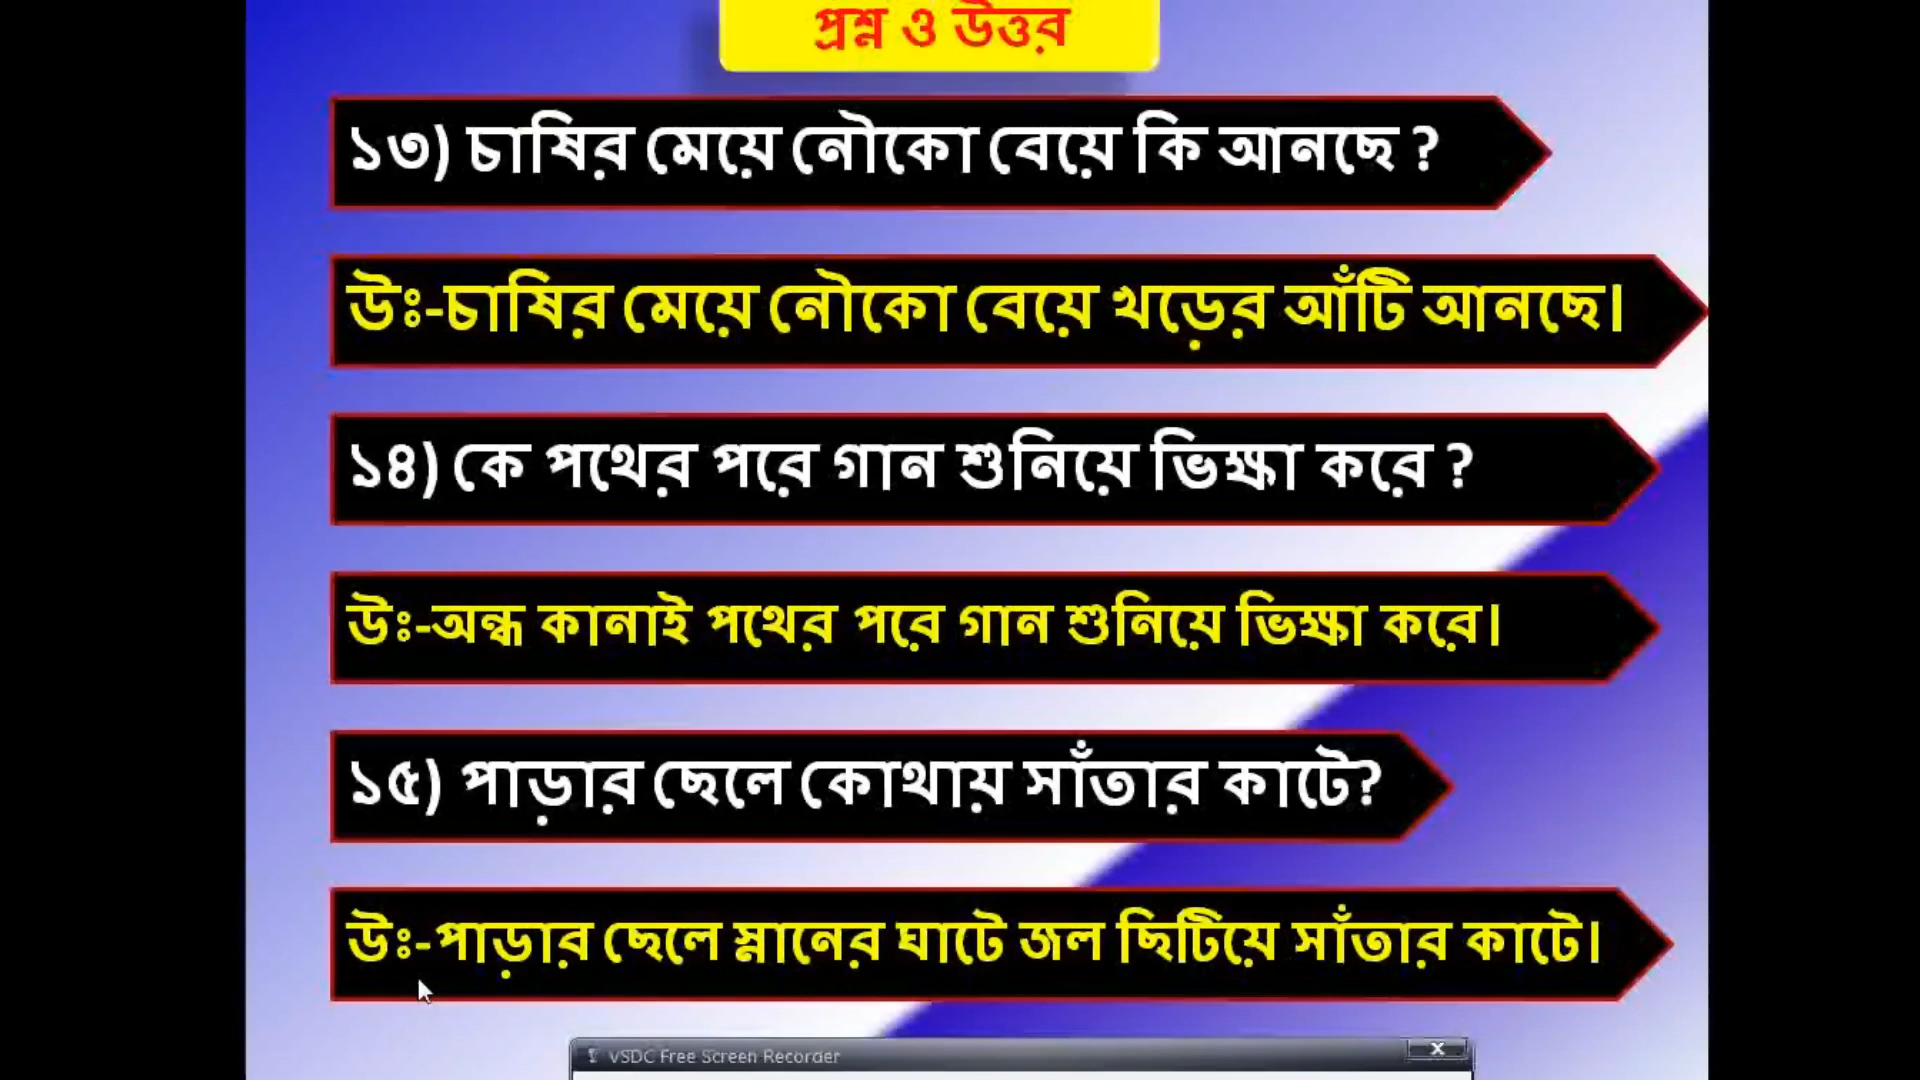 প্রশ্ন ও উত্তর
১৩) চাষির মেয়ে নৌকো বেয়ে কি আনছে ?
উঃ-চাষির মেয়ে নৌকো বেয়ে খড়ের আঁটি আনছে।
১৪) কে পথের পরে গান শুনিয়ে ভিক্ষা করে ?
উঃ-অন্ধ কানাই পথের পরে গান শুনিয়ে ভিক্ষা করে।
১৫) পাড়ার ছেলে কোথায় সাঁতার কাটে?
উঃ-পাড়ার ছেলে স্নানের ঘাটে জল ছিটিয়ে সাঁতার কাটে।
VSDC Free Screen Recorder